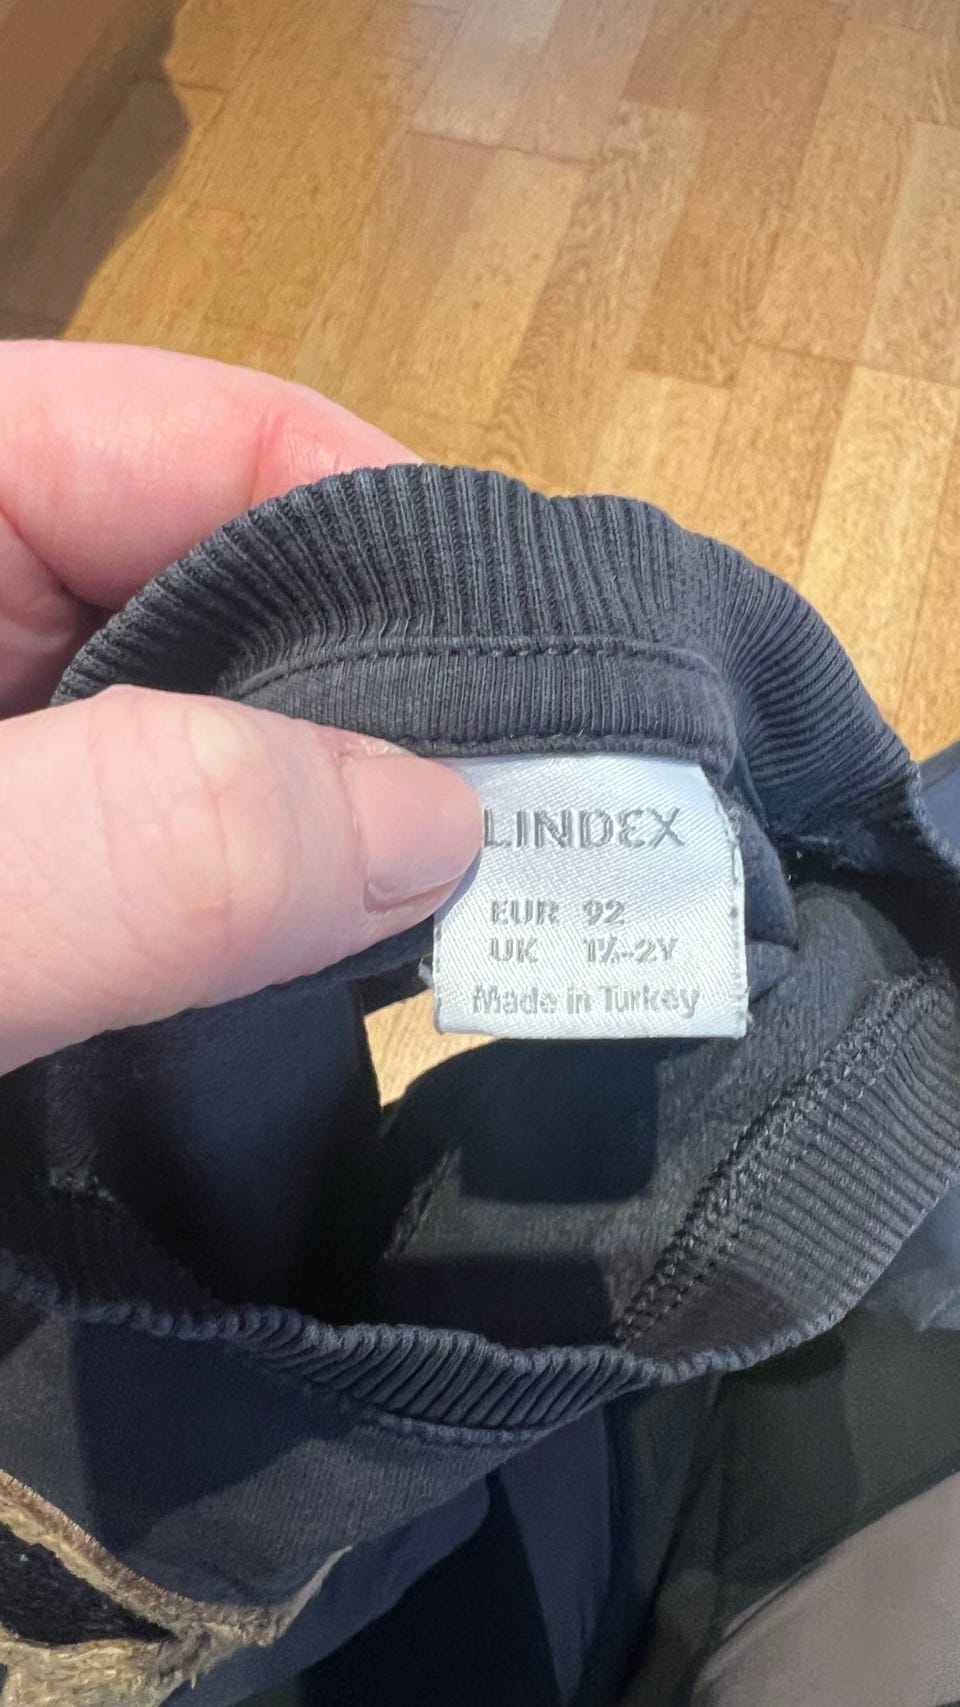 LINDEX
EUR 92
UK 1½-2Y
Made in Turkey